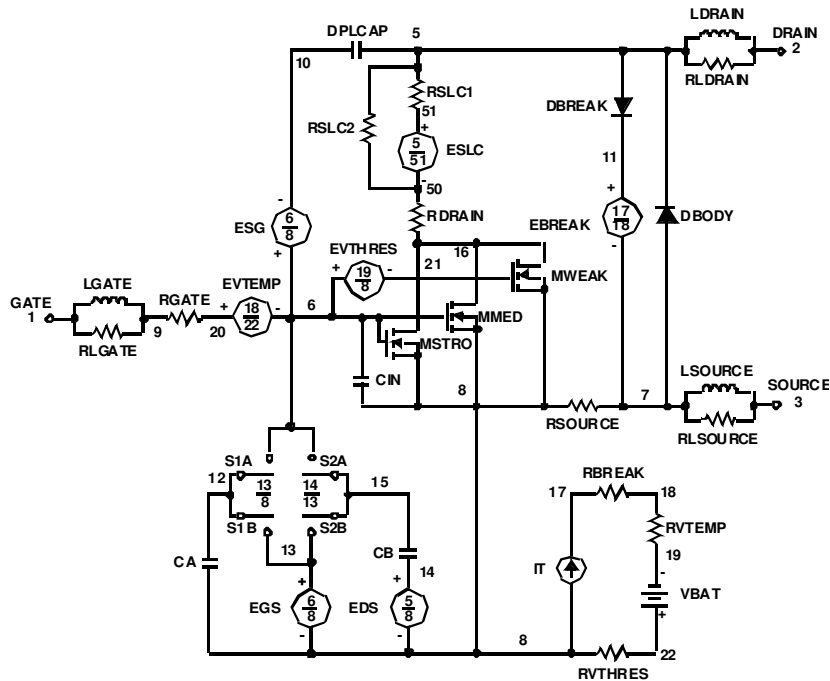 LDRAIN
DPLCAP 5 DRAIN
2
10
RLDRAIN
RSLC1
51
DBREAK
RSLC2
+
5
51
ESLC
11
-
50
-
+
17
18
RDRAIN
EBREAK
DBODY
ESG 6
8
EVTHRES 16
-
+
+ 19
8 -
21
MWEAK
LGATE
EVTEMP
GATE
1
RGATE
+ 18
22 -
6
MMED
9
20
MSTRO
RLGATE
LSOURCE
CIN
8
7
SOURCE
3
RSOURCE
RLSOURCE
S1A
S2A
12
13
8
14
13
15
RBREAK
17
18
S1B
S2B
RVTEMP
13
CB
CA
14
IT
19
-
VBAT
+
+
EGS 6
8
EDS 5
8
+
-
-
8
22
RVTHRES